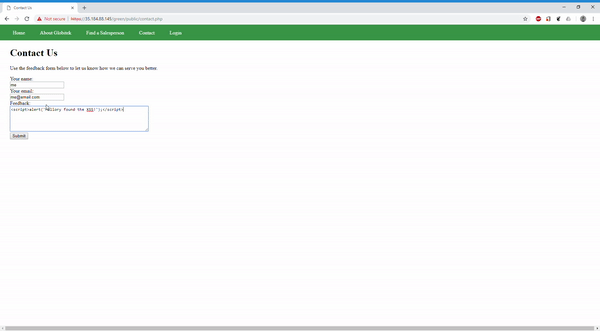 Contact Us
Not secure | https://35.184.88.145/green/public/contact.php
Home About Globitek Find a Salesperson Contact Login
Contact Us
Use the feedback form below to let us know how we can serve you better.
Your name:
me
Your email:
me@email.com
Feedback:
<script>alert('Mallory found the XSS!');</script>
Submit